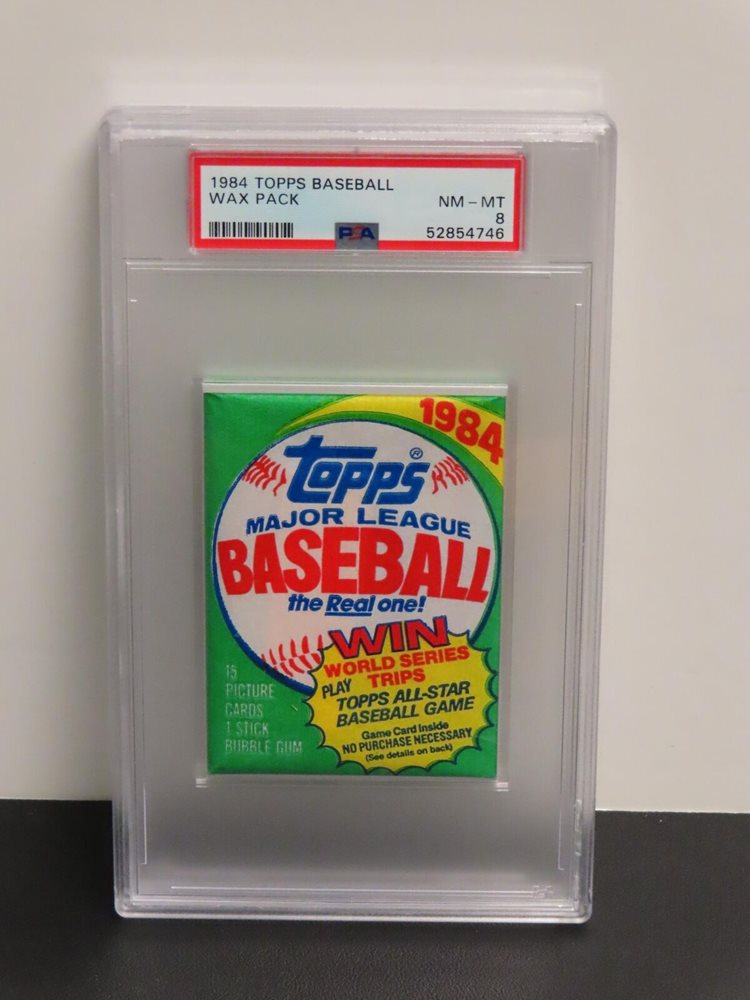 1984 TOPPS BASEBALL
WAX PACK
NM - MT
8
52854746
PSA
1984
topps®
MAJOR LEAGUE
BASEBALL
the Real one!
WIN
WORLD SERIES
TRIPS
PLAY TOPPS ALL-STAR
BASEBALL GAME
Game Card Inside
NO PURCHASE NECESSARY
(See details on back)
15
PICTURE
CARDS
1 STICK
BUBBLE GUM